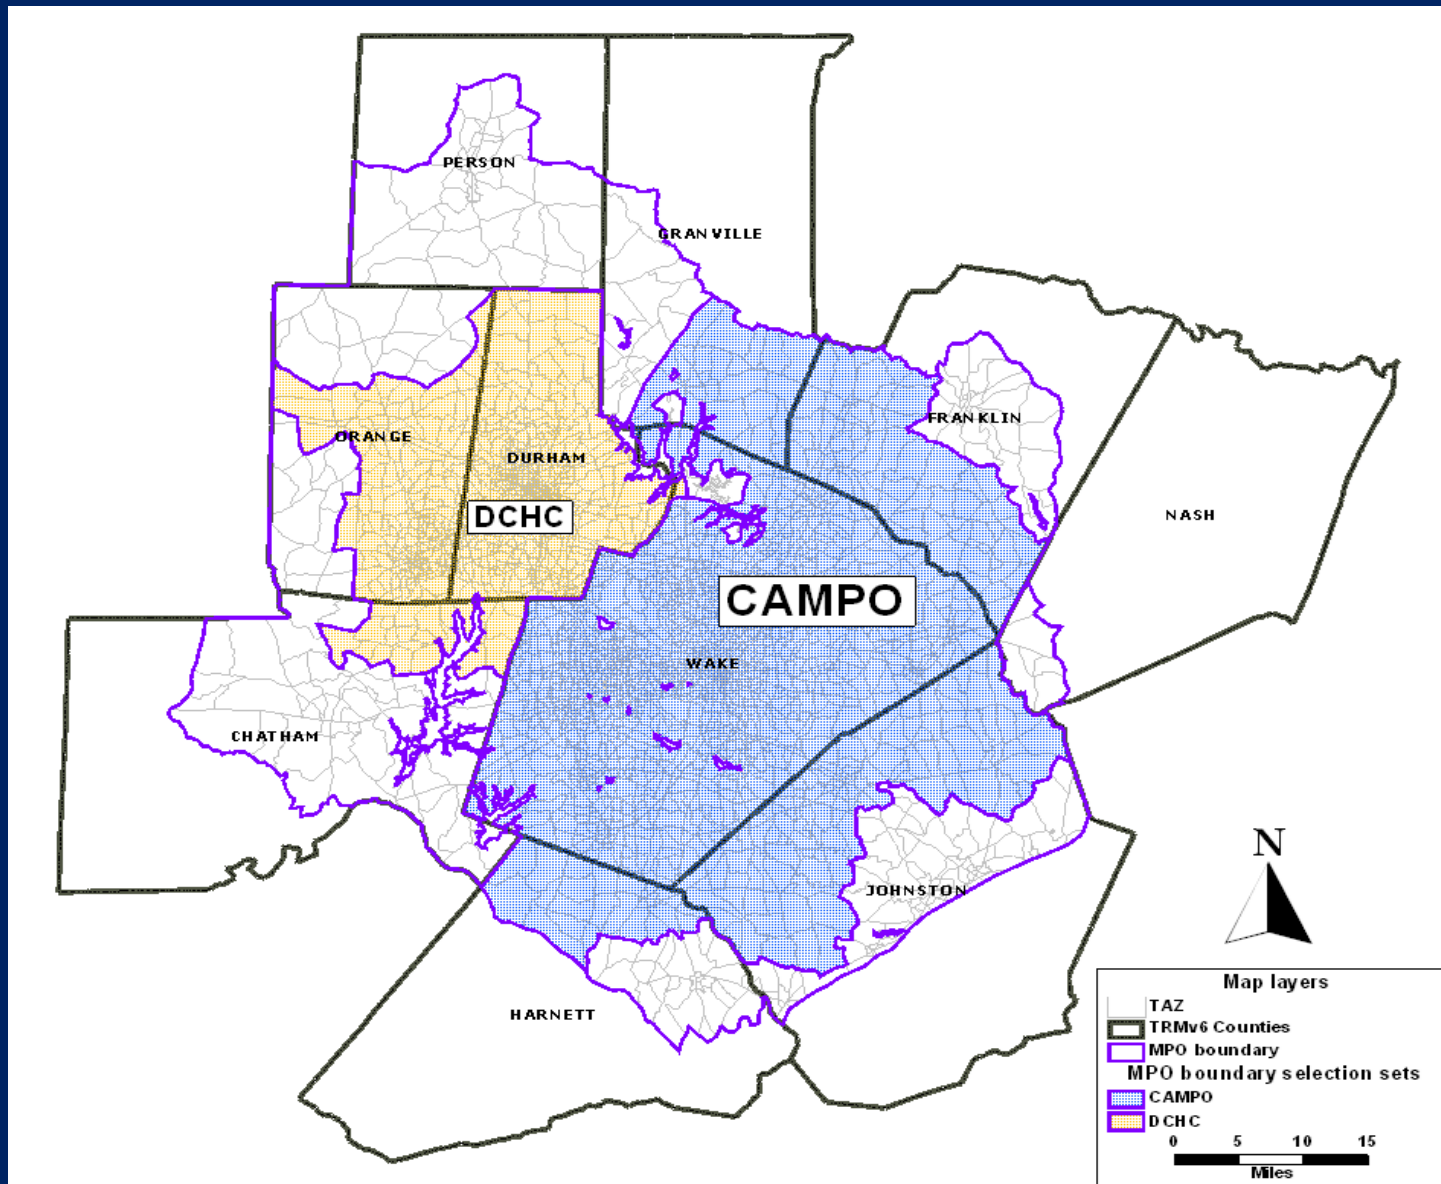 PERSON
GRANVILLE
FRANKLIN
ORANGE
DURHAM
DCHC
NASH
CAMPO
WAKE
CHATHAM
JOHNSTON
HARNETT
N
Map layers
TAZ
TRMv6 Counties
MPO boundary
MPO boundary selection sets
CAMPO
DCHC
0 5 10 15
Miles